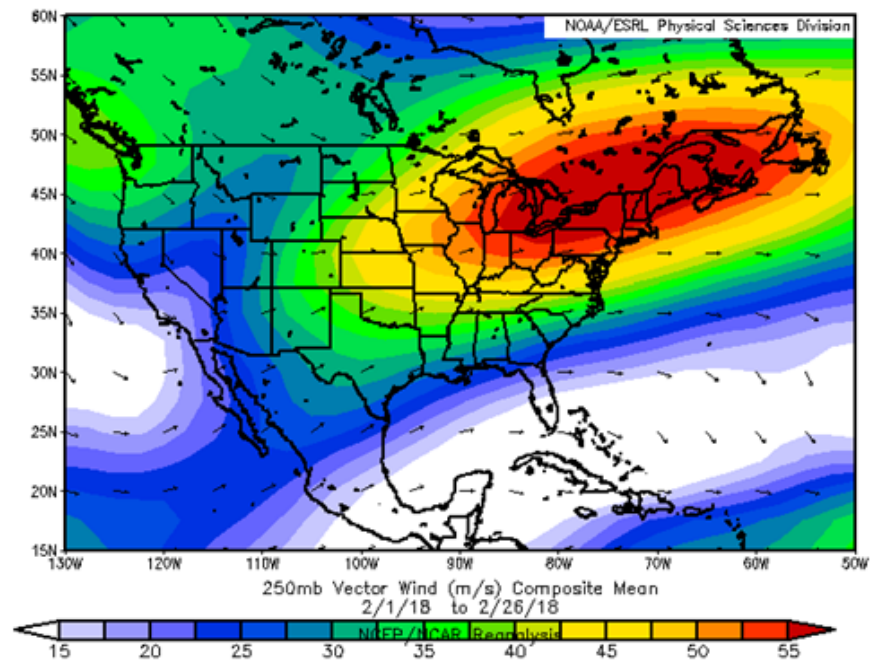 NOAA/ESRL Physical Sciences Division
60N
55N
50N
45N
40N
35N
30N
25N
20N
15N
130W 120W 110W 100W 90W 80W 70W 60W 50W
250mb Vector Wind (m/s) Composite Mean
2/1/18 to 2/26/18
NCEP/NCAR Reanalysis
15 20 25 30 35 40 45 50 55